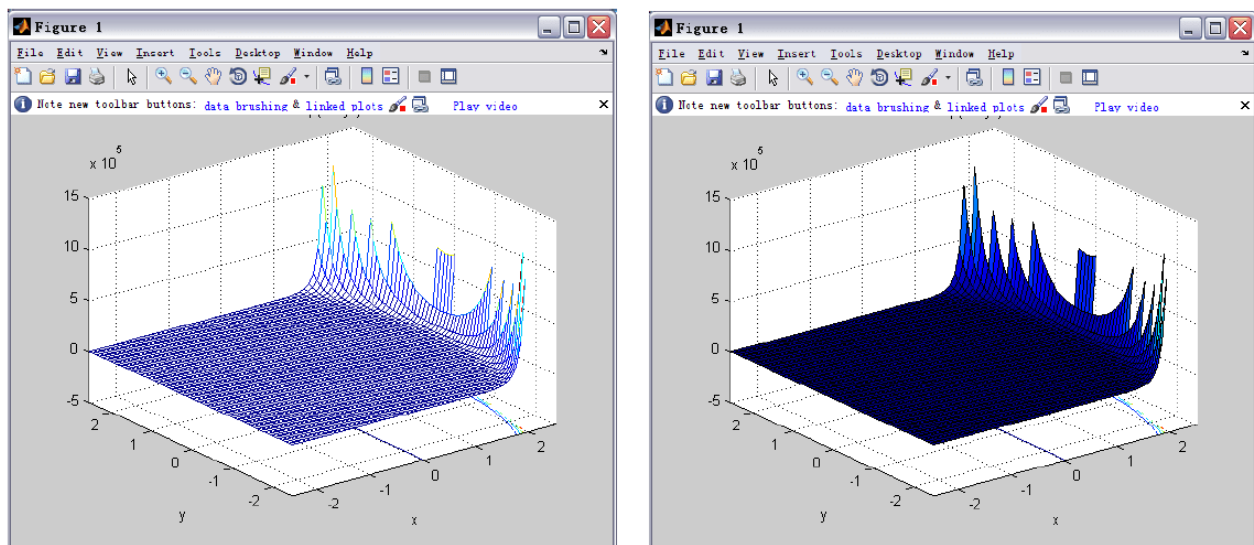 Figure 1
File Edit View Insert Tools Desktop Window Help
Note new toolbar buttons: data brushing & linked plots Play video
x 10^5
15
10
5
0
-5
2
1
0
-1
-2
y
-2
-1
0
1
2
x
Figure 1
File Edit View Insert Tools Desktop Window Help
Note new toolbar buttons: data brushing & linked plots Play video
x 10^5
15
10
5
0
-5
2
1
0
-1
-2
y
-2
-1
0
1
2
x